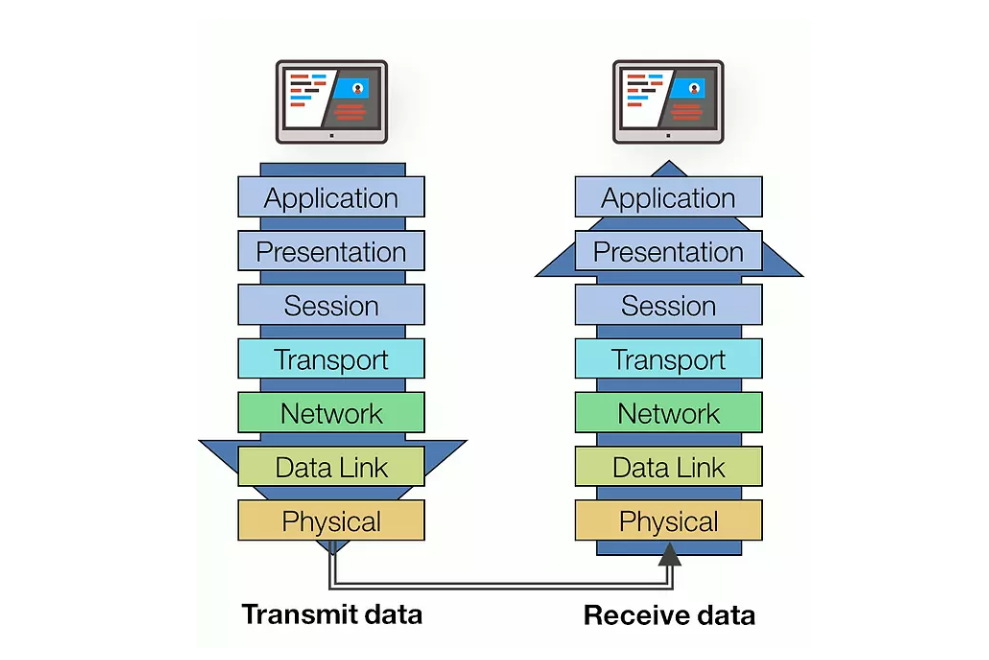 Application
Presentation
Session
Transport
Network
Data Link
Physical
Transmit data
Application
Presentation
Session
Transport
Network
Data Link
Physical
Receive data